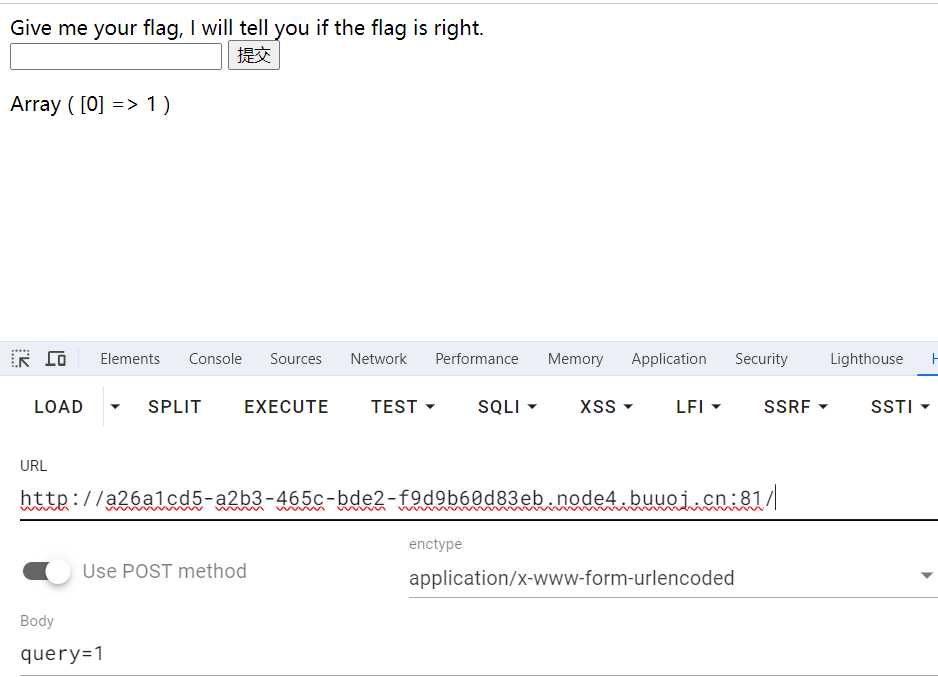 Give me your flag, I will tell you if the flag is right.
提交
Array ( [0] => 1 )
Elements Console Sources Network Performance Memory Application Security Lighthouse H
LOAD SPLIT EXECUTE TEST SQLI XSS LFI SSRF SSTI
URL
http://a26a1cd5-a2b3-465c-bde2-f9d9b60d83eb.node4.buuoj.cn:81/
enctype
Use POST method application/x-www-form-urlencoded
Body
query=1